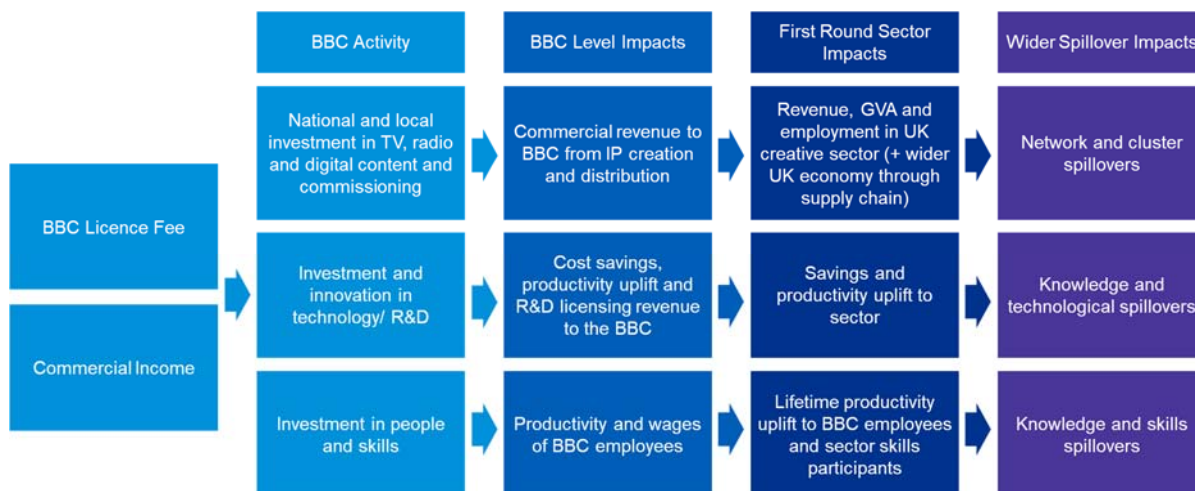 BBC Activity
BBC Level Impacts
First Round Sector
Impacts
Wider Spillover Impacts
BBC Licence Fee
Commercial Income
National and local
investment in TV, radio
and digital content and
commissioning
Commercial revenue to
BBC from IP creation
and distribution
Revenue, GVA and
employment in UK
creative sector (+ wider
UK economy through
supply chain)
Network and cluster
spillovers
Investment and
innovation in
technology/ R&D
Cost savings,
productivity uplift and
R&D licensing revenue
to the BBC
Savings and
productivity uplift to
sector
Knowledge and
technological spillovers
Investment in people
and skills
Productivity and wages
of BBC employees
Lifetime productivity
uplift to BBC employees
and sector skills
participants
Knowledge and skills
spillovers